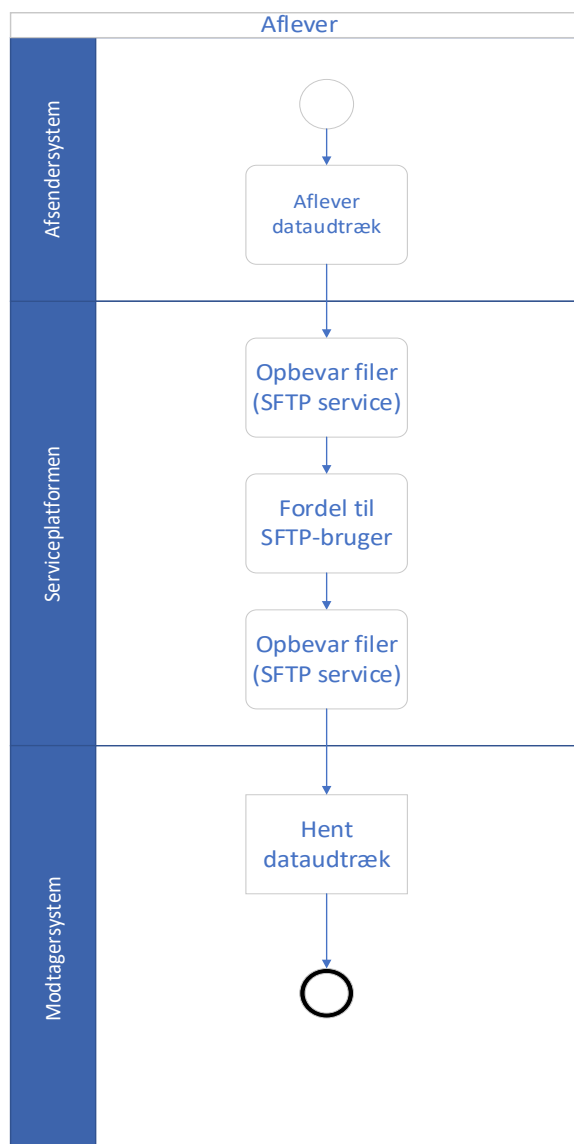 Aflever
Afsendersystem
Aflever
dataudtræk
Serviceplatformen
Opbevar filer
(SFTP service)
Fordel til
SFTP-bruger
Opbevar filer
(SFTP service)
Modtagersystem
Hent
dataudtræk